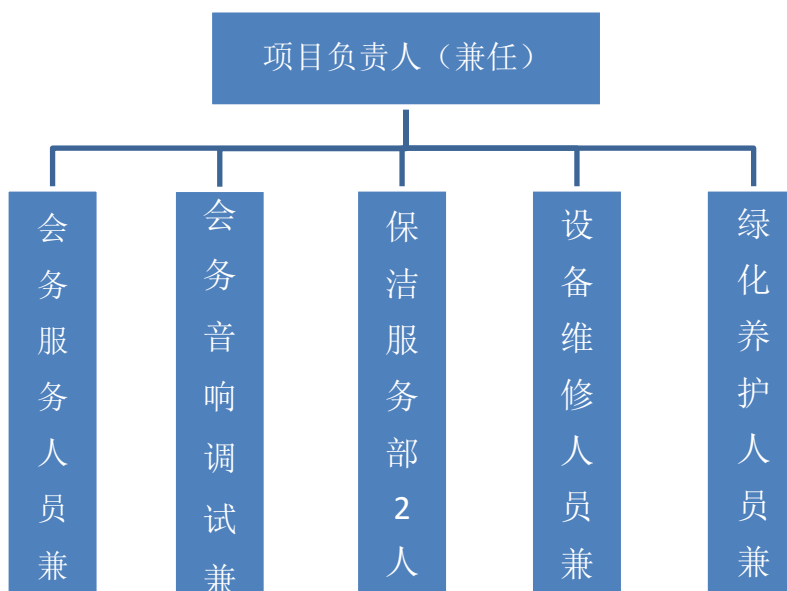 项目负责人（兼任）
会务服务人员兼
会务音响调试兼
保洁服务部2人
设备维修人员兼
绿化养护人员兼